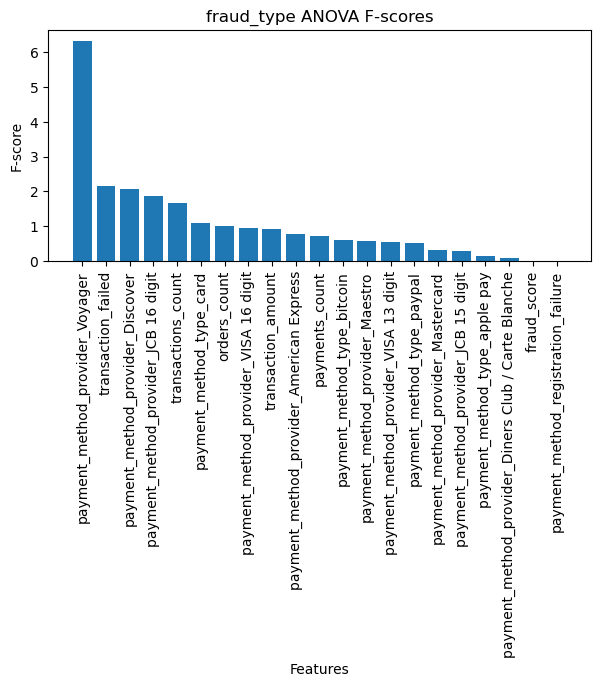 fraud_type ANOVA F-scores
F-score
6
5
4
3
2
1
0
payment_method_provider_Voyager
transaction_failed
payment_method_provider_Discover
payment_method_provider_JCB 16 digit
transactions_count
payment_method_type_card
orders_count
payment_method_provider_VISA 16 digit
transaction_amount
payment_method_provider_American Express
payments_count
payment_method_type_bitcoin
payment_method_provider_Maestro
payment_method_provider_VISA 13 digit
payment_method_type_paypal
payment_method_provider_Mastercard
payment_method_provider_JCB 15 digit
payment_method_type_apple pay
payment_method_provider_Diners Club / Carte Blanche
fraud_score
payment_method_registration_failure
Features